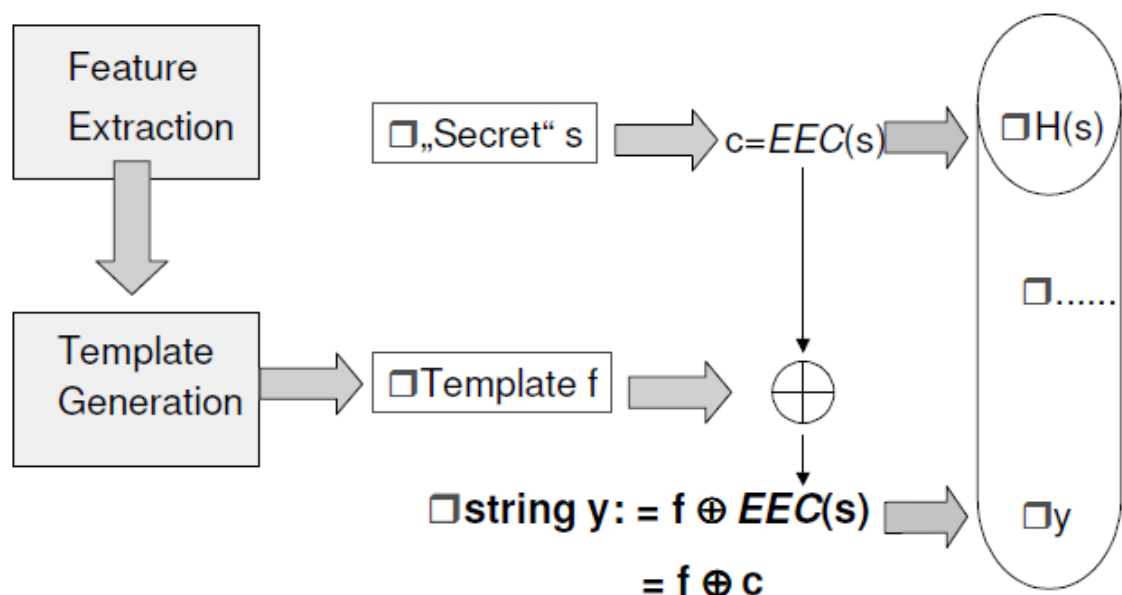 Feature
Extraction
❒„Secret“ s
c=EEC(s)
❒H(s)
❒......
Template
Generation
❒Template f
❒string y: = f ⊕ EEC(s)
= f ⊕ c
❒y